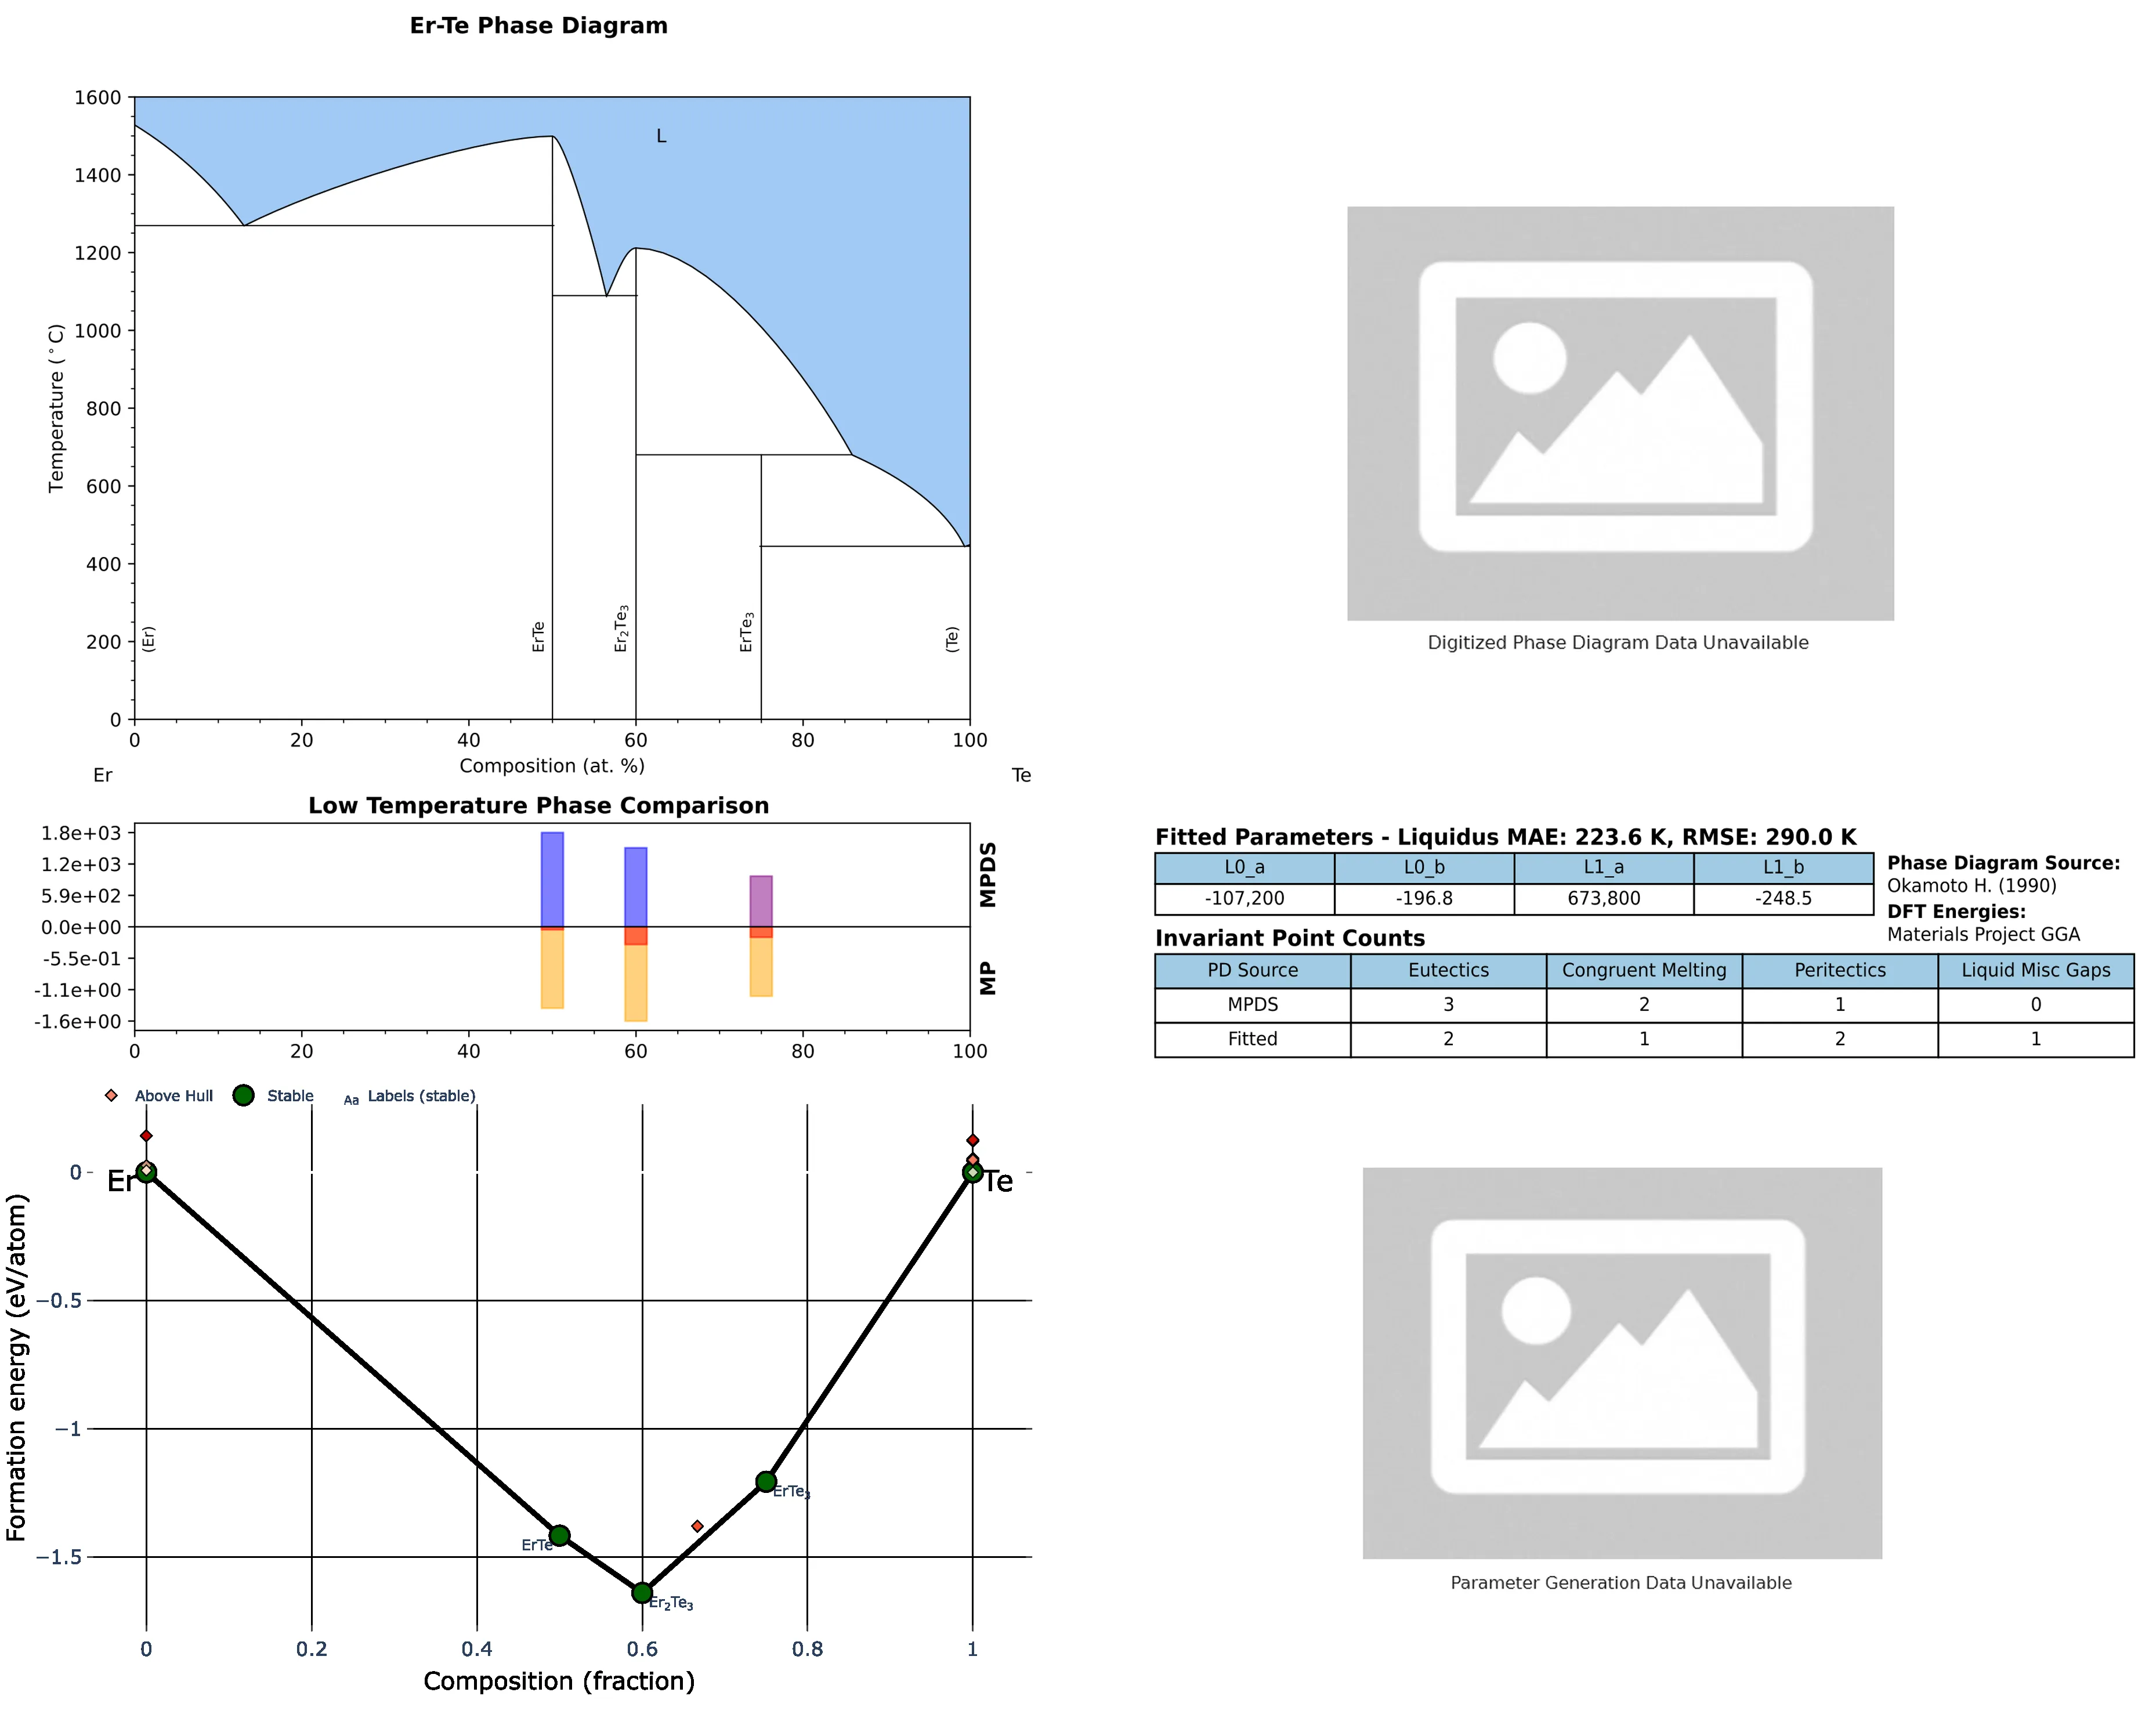 Er-Te Phase Diagram
1600
1400
1200
1000
800
600
400
200
0
Temperature (°C)
L
(Er)
ErTe
Er₂Te₃
ErTe₃
(Te)
0 20 40 60 80 100
Composition (at. %)
Er Te
Digitized Phase Diagram Data Unavailable
Low Temperature Phase Comparison
1.8e+03
1.2e+03
5.9e+02
0.0e+00
-5.5e-01
-1.1e+00
-1.6e+00
MPDS
MP
0 20 40 60 80 100
Fitted Parameters - Liquidus MAE: 223.6 K, RMSE: 290.0 K
L0_a L0_b L1_a L1_b
-107,200 -196.8 673,800 -248.5
Phase Diagram Source:
Okamoto H. (1990)
DFT Energies:
Materials Project GGA
Invariant Point Counts
PD Source Eutectics Congruent Melting Peritectics Liquid Misc Gaps
MPDS 3 2 1 0
Fitted 2 1 2 1
Above Hull Stable Aa Labels (stable)
0
−0.5
−1
−1.5
Formation energy (eV/atom)
Er
Te
ErTe₃
ErTe
Er₂Te₃
0 0.2 0.4 0.6 0.8 1
Composition (fraction)
Parameter Generation Data Unavailable